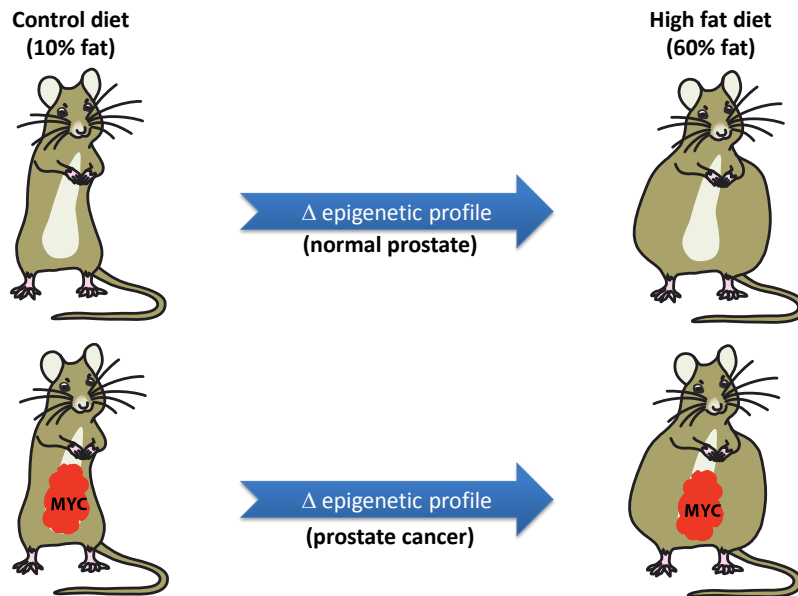 Control diet
(10% fat)
High fat diet
(60% fat)
Δ epigenetic profile
(normal prostate)
MYC
Δ epigenetic profile
(prostate cancer)
MYC